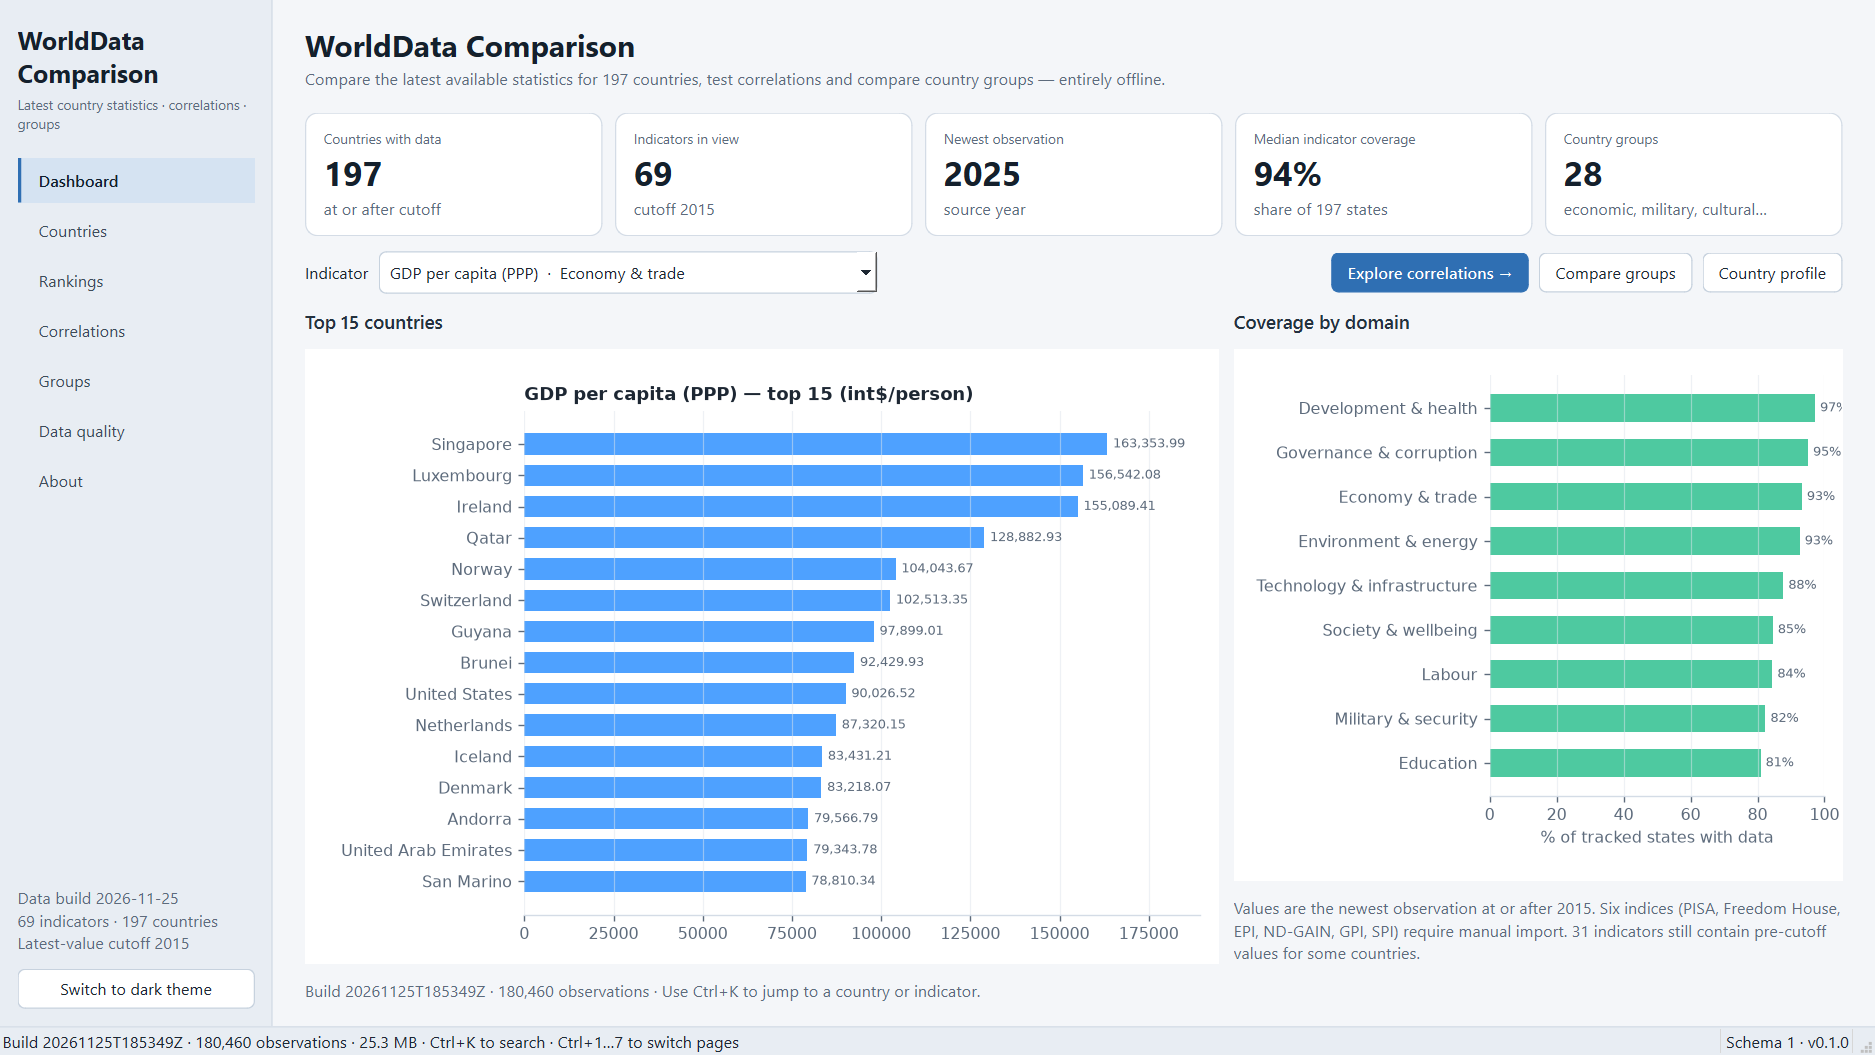 WorldData
Comparison
Latest country statistics · correlations ·
groups
Dashboard
Countries
Rankings
Correlations
Groups
Data quality
About
Data build 2026-11-25
69 indicators · 197 countries
Latest-value cutoff 2015
Switch to dark theme
WorldData Comparison
Compare the latest available statistics for 197 countries, test correlations and compare country groups — entirely offline.
Countries with data
197
at or after cutoff
Indicators in view
69
cutoff 2015
Newest observation
2025
source year
Median indicator coverage
94%
share of 197 states
Country groups
28
economic, military, cultural…
Indicator
GDP per capita (PPP) · Economy & trade
Explore correlations →
Compare groups
Country profile
Top 15 countries
GDP per capita (PPP) — top 15 (int$/person)
Singapore 163,353.99
Luxembourg 156,542.08
Ireland 155,089.41
Qatar 128,882.93
Norway 104,043.67
Switzerland 102,513.35
Guyana 97,899.01
Brunei 92,429.93
United States 90,026.52
Netherlands 87,320.15
Iceland 83,431.21
Denmark 83,218.07
Andorra 79,566.79
United Arab Emirates 79,343.78
San Marino 78,810.34
0 25000 50000 75000 100000 125000 150000 175000
Coverage by domain
Development & health 97%
Governance & corruption 95%
Economy & trade 93%
Environment & energy 93%
Technology & infrastructure 88%
Society & wellbeing 85%
Labour 84%
Military & security 82%
Education 81%
0 20 40 60 80 100
% of tracked states with data
Values are the newest observation at or after 2015. Six indices (PISA, Freedom House,
EPI, ND-GAIN, GPI, SPI) require manual import. 31 indicators still contain pre-cutoff
values for some countries.
Build 20261125T185349Z · 180,460 observations · Use Ctrl+K to jump to a country or indicator.
Build 20261125T185349Z · 180,460 observations · 25.3 MB · Ctrl+K to search · Ctrl+1…7 to switch pages
Schema 1 · v0.1.0